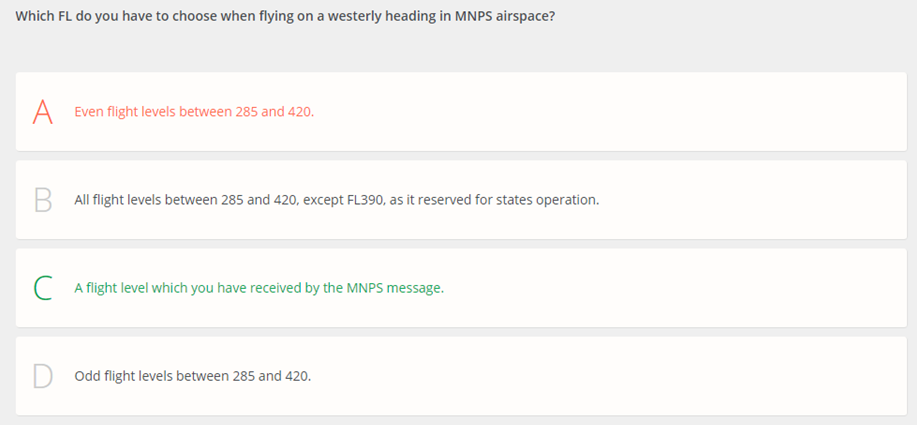 Which FL do you have to choose when flying on a westerly heading in MNPS airspace?
A Even flight levels between 285 and 420.
B All flight levels between 285 and 420, except FL390, as it reserved for states operation.
C A flight level which you have received by the MNPS message.
D Odd flight levels between 285 and 420.